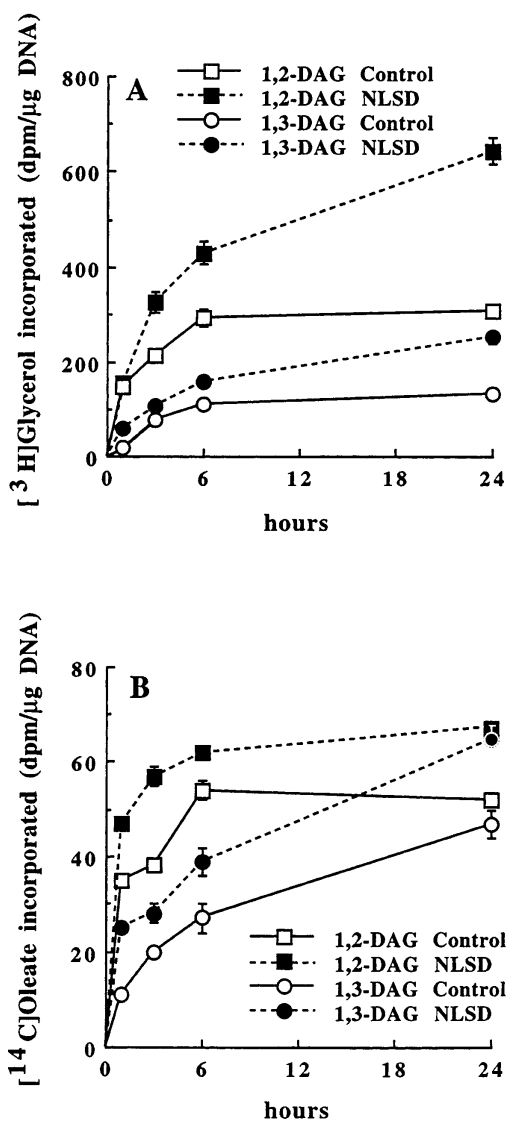 A
1,2-DAG Control
1,2-DAG NLSD
1,3-DAG Control
1,3-DAG NLSD
[³H]Glycerol incorporated (dpm/µg DNA)
800
600
400
200
0
0 6 12 18 24
hours
B
[¹⁴C]Oleate incorporated (dpm/µg DNA)
80
60
40
20
0
1,2-DAG Control
1,2-DAG NLSD
1,3-DAG Control
1,3-DAG NLSD
0 6 12 18 24
hours